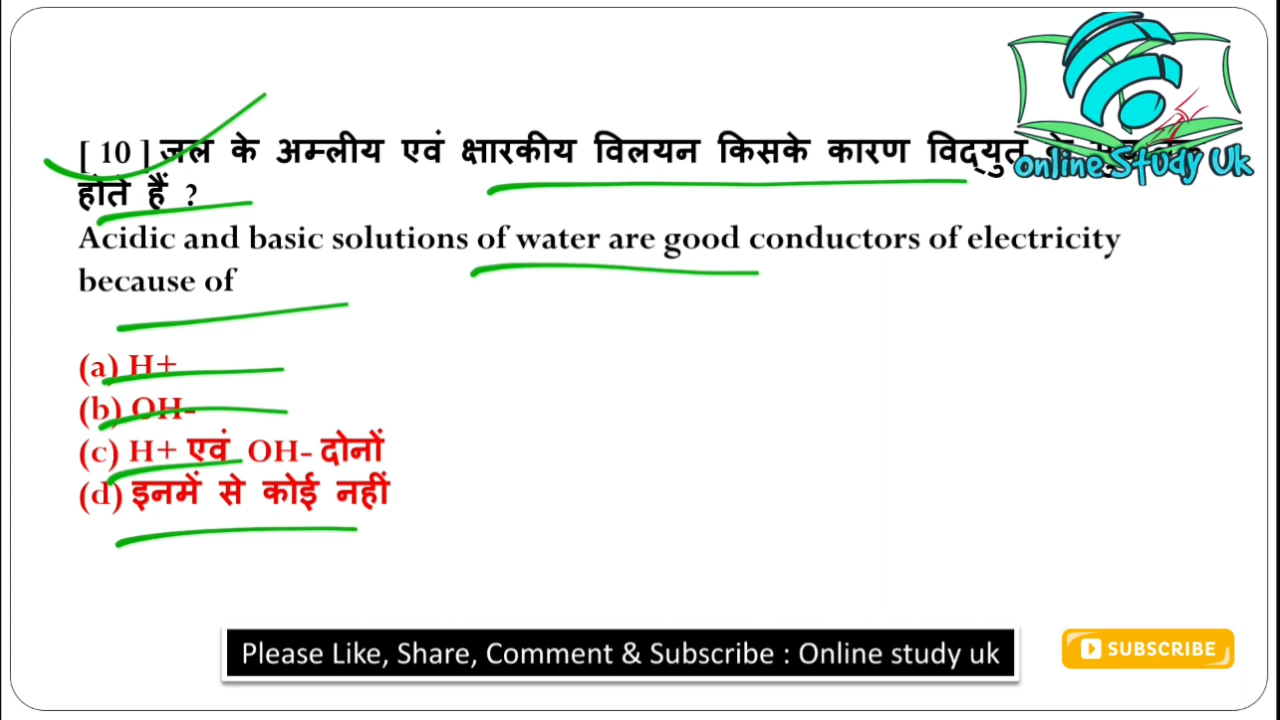 [ 10 ] जल के अम्लीय एवं क्षारकीय विलयन किसके कारण विद्युत
होते हैं ?
Acidic and basic solutions of water are good conductors of electricity
because of
(a) H+
(b) OH-
(c) H+ एवं OH- दोनों
(d) इनमें से कोई नहीं
Please Like, Share, Comment & Subscribe : Online study uk
SUBSCRIBE
online Study Uk